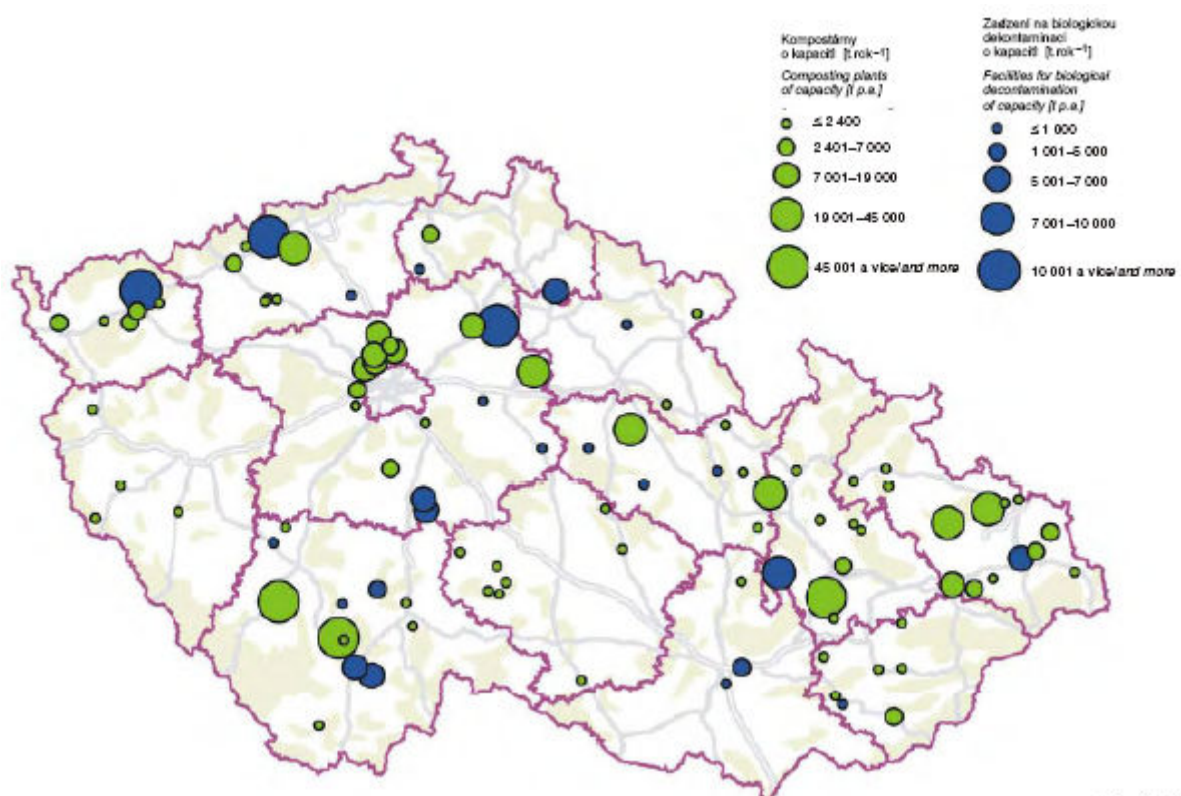 Kompostárny
o kapacitě [t.rok⁻¹]
Composting plants
of capacity [t p.a.]
≤ 2 400
2 401–7 000
7 001–19 000
19 001–45 000
45 001 a více/and more
Zařízení na biologickou
dekontaminaci
o kapacitě [t.rok⁻¹]
Facilities for biological
decontamination
of capacity [t p.a.]
≤ 1 000
1 001–5 000
5 001–7 000
7 001–10 000
10 001 a více/and more